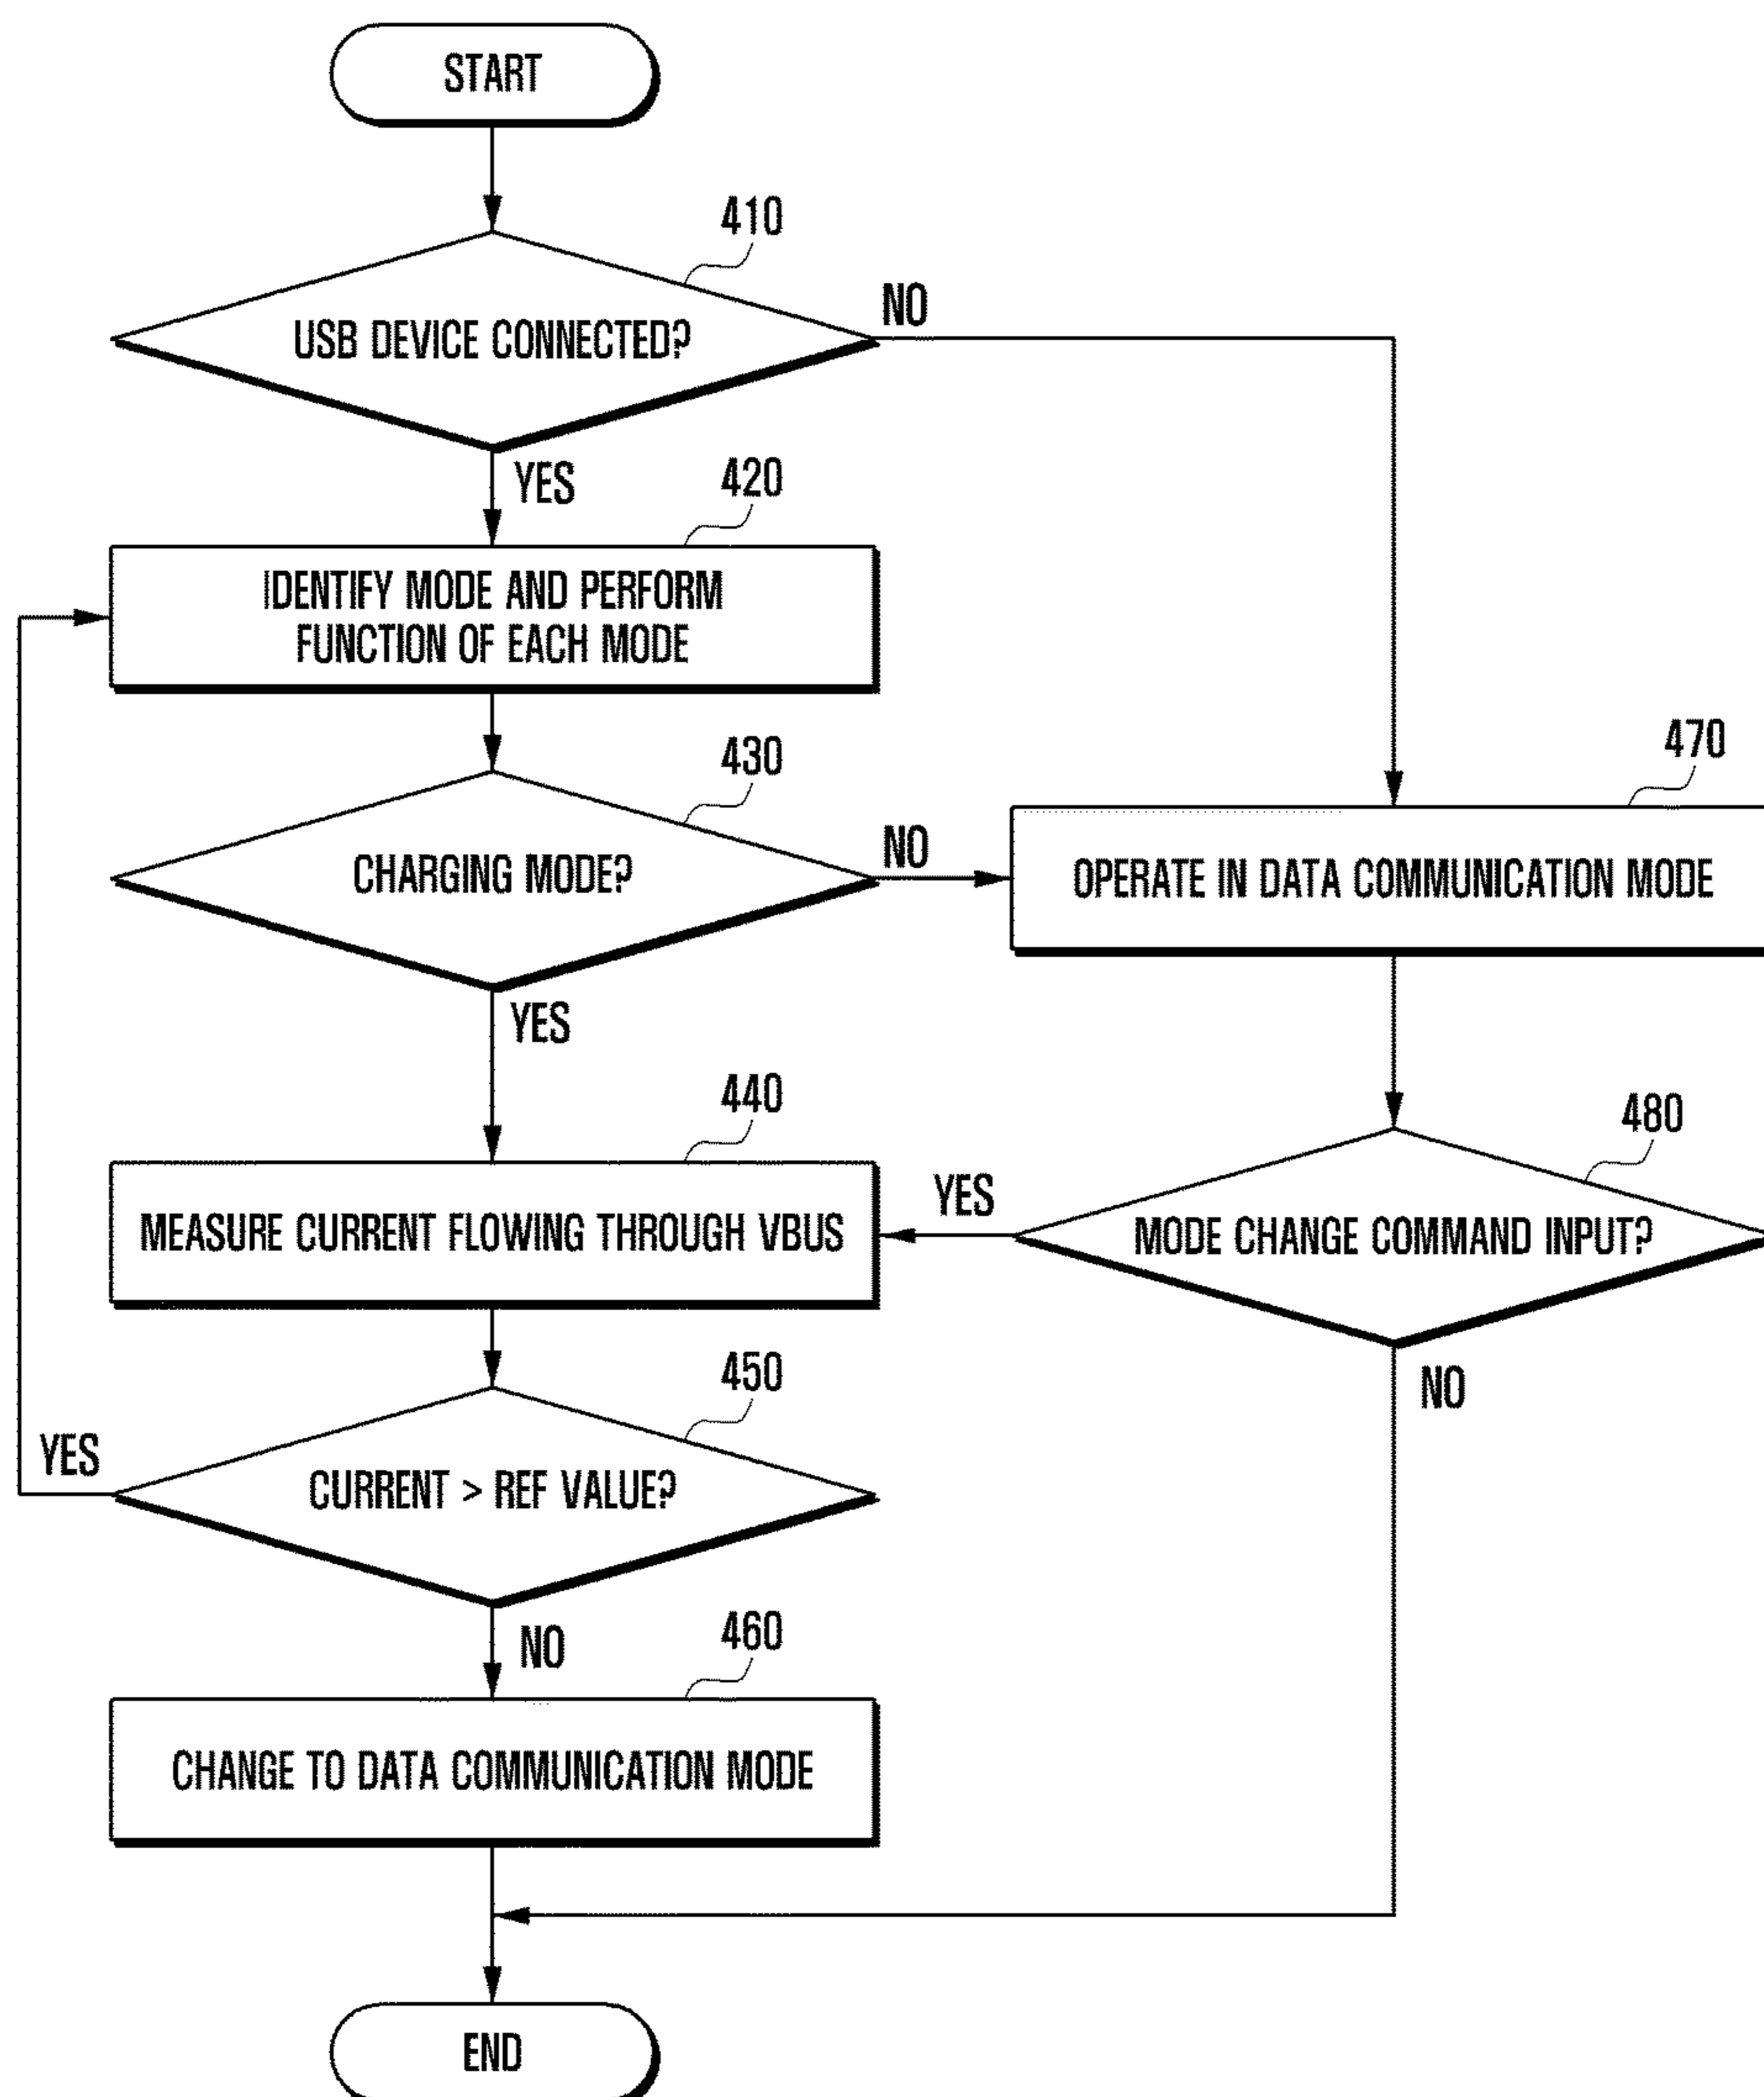 START
410
USB DEVICE CONNECTED?
NO
YES
420
IDENTIFY MODE AND PERFORM
FUNCTION OF EACH MODE
430
CHARGING MODE?
NO
470
OPERATE IN DATA COMMUNICATION MODE
YES
440
MEASURE CURRENT FLOWING THROUGH VBUS
YES
480
MODE CHANGE COMMAND INPUT?
NO
450
YES
CURRENT > REF VALUE?
NO
460
CHANGE TO DATA COMMUNICATION MODE
END